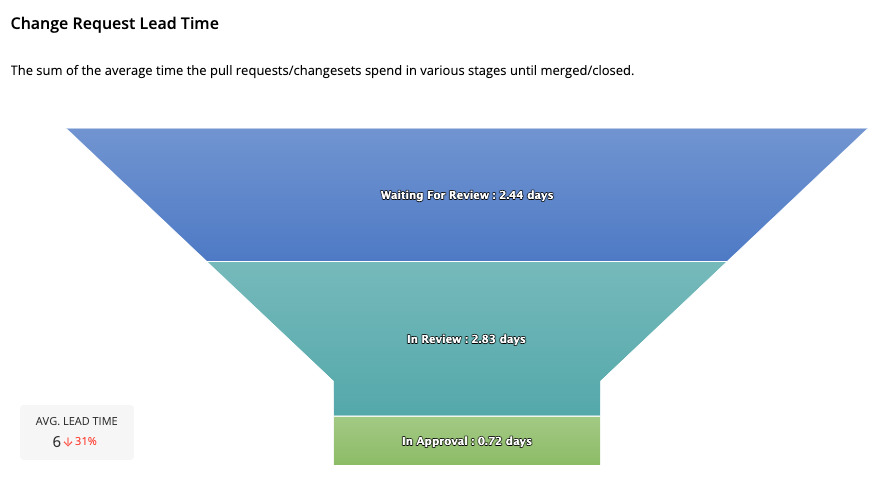 Change Request Lead Time
The sum of the average time the pull requests/changesets spend in various stages until merged/closed.
Waiting For Review : 2.44 days
In Review : 2.83 days
In Approval : 0.72 days
AVG. LEAD TIME
6 ↓ 31%